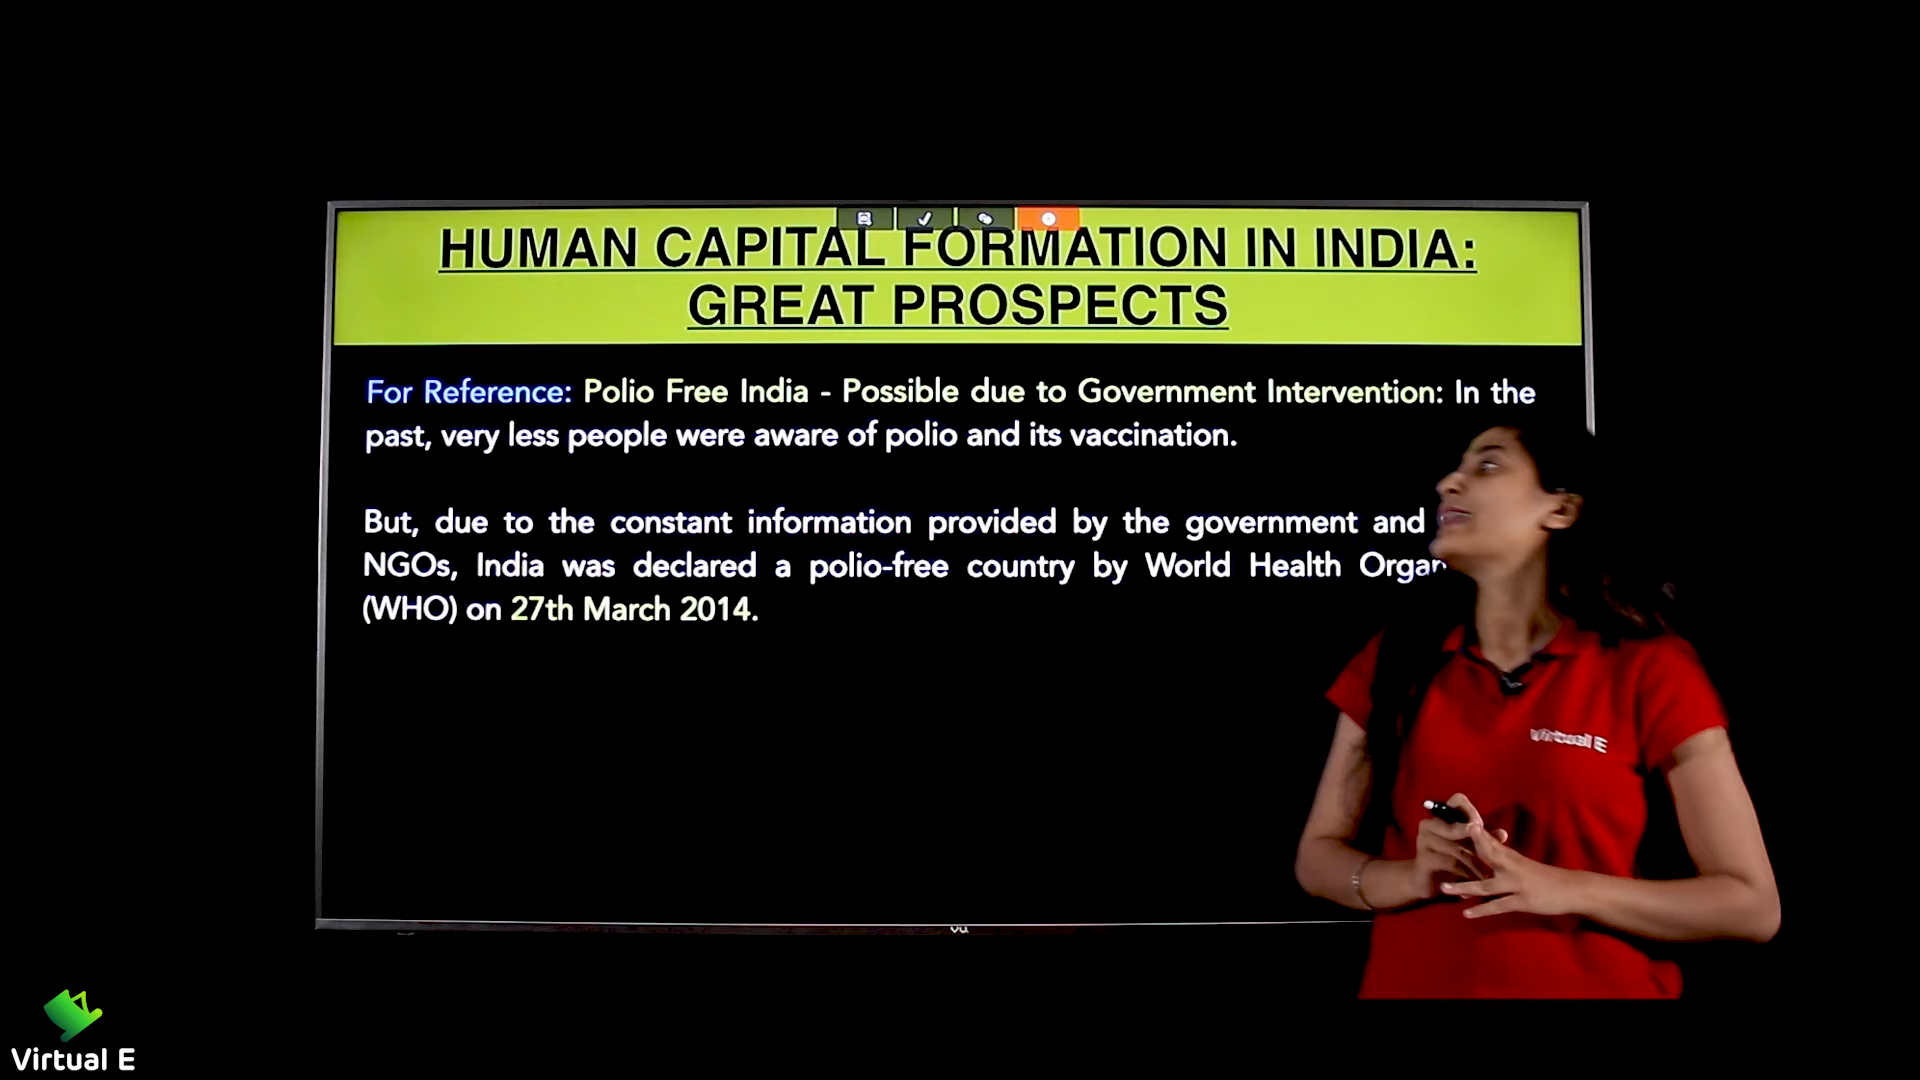 HUMAN CAPITAL FORMATION IN INDIA:
GREAT PROSPECTS
For Reference: Polio Free India - Possible due to Government Intervention: In the
past, very less people were aware of polio and its vaccination.
But, due to the constant information provided by the government and
NGOs, India was declared a polio-free country by World Health Organ
(WHO) on 27th March 2014.
Virtual E
Virtual E